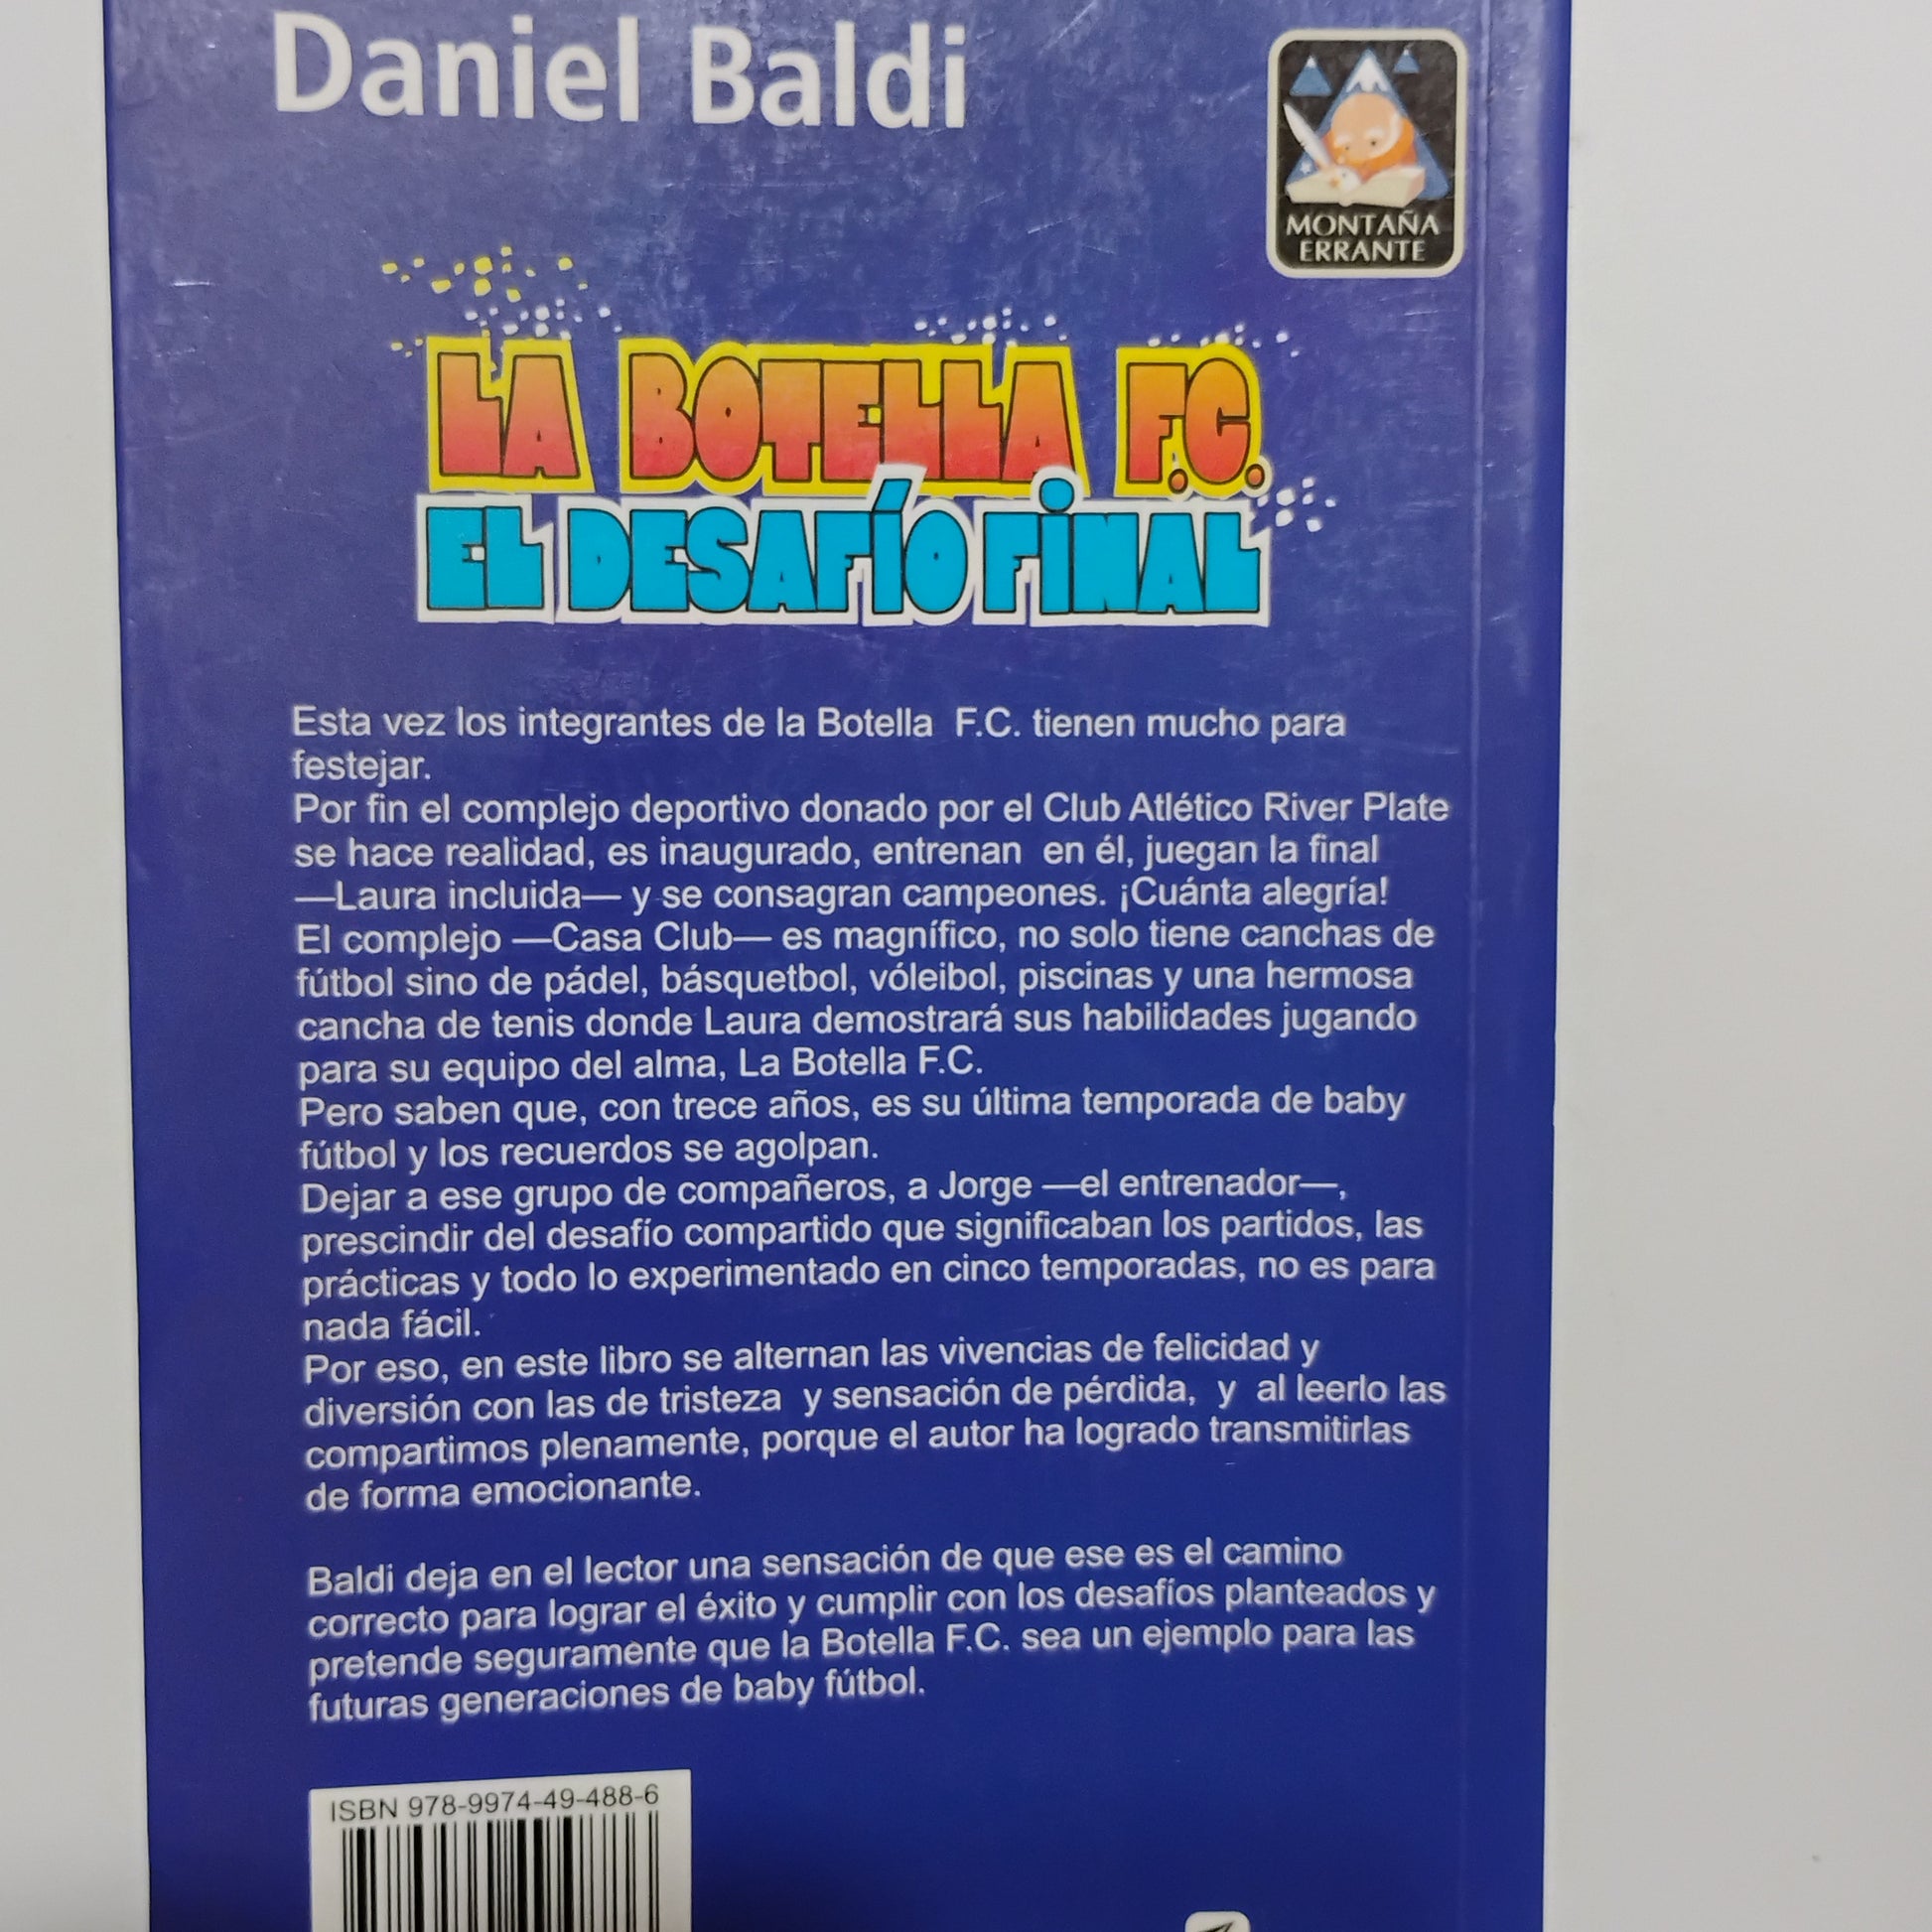 Daniel Baldi
MONTAÑA
ERRANTE
LA BOTELLA F.C.
EL DESAFÍO FINAL
Esta vez los integrantes de la Botella F.C. tienen mucho para
festejar.
Por fin el complejo deportivo donado por el Club Atlético River Plate
se hace realidad, es inaugurado, entrenan en él, juegan la final
—Laura incluida— y se consagran campeones. ¡Cuánta alegría!
El complejo —Casa Club— es magnífico, no solo tiene canchas de
fútbol sino de pádel, básquetbol, vóleibol, piscinas y una hermosa
cancha de tenis donde Laura demostrará sus habilidades jugando
para su equipo del alma, La Botella F.C.
Pero saben que, con trece años, es su última temporada de baby
fútbol y los recuerdos se agolpan.
Dejar a ese grupo de compañeros, a Jorge —el entrenador—,
prescindir del desafío compartido que significaban los partidos, las
prácticas y todo lo experimentado en cinco temporadas, no es para
nada fácil.
Por eso, en este libro se alternan las vivencias de felicidad y
diversión con las de tristeza y sensación de pérdida, y al leerlo las
compartimos plenamente, porque el autor ha logrado transmitirlas
de forma emocionante.
Baldi deja en el lector una sensación de que ese es el camino
correcto para lograr el éxito y cumplir con los desafíos planteados y
pretende seguramente que la Botella F.C. sea un ejemplo para las
futuras generaciones de baby fútbol.
ISBN 978-9974-49-488-6